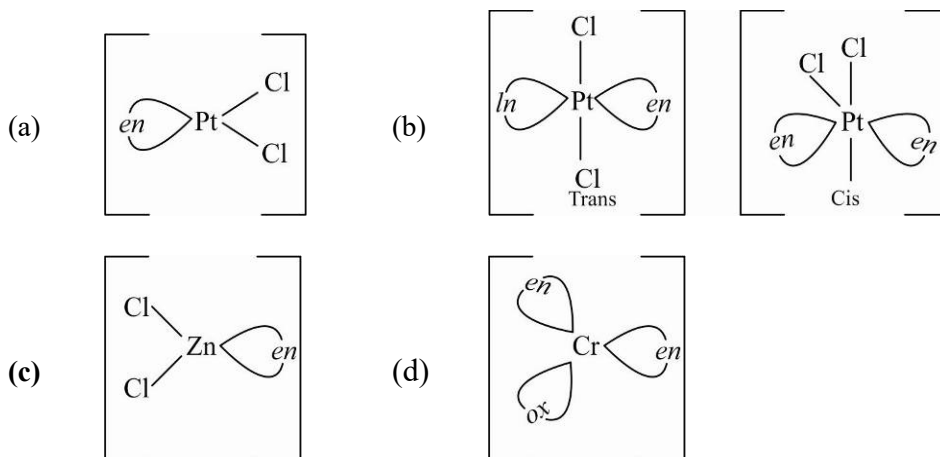 (a)
en Pt Cl
Cl
(b)
Cl
ln Pt en
Cl
Trans
Cl Cl
en Pt en
Cis
(c)
Cl
Zn en
Cl
(d)
en
Cr en
ox